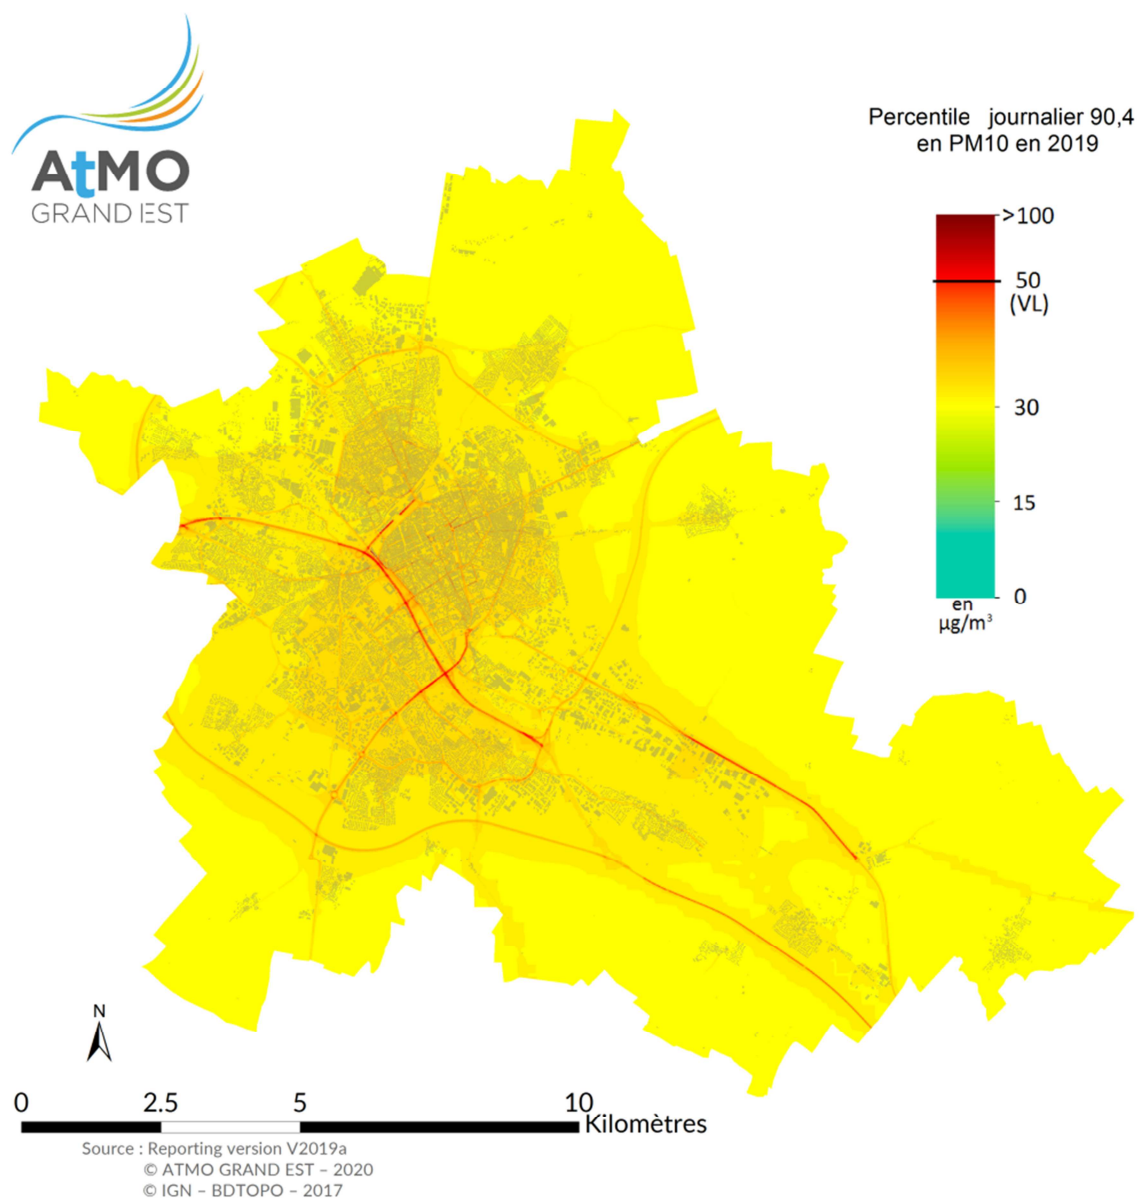 AtMO
GRAND EST
Percentile journalier 90,4
en PM10 en 2019
>100
50
(VL)
30
15
0
en
µg/m³
N
0 2.5 5 10
Kilomètres
Source : Reporting version V2019a
© ATMO GRAND EST – 2020
© IGN – BDTOPO – 2017